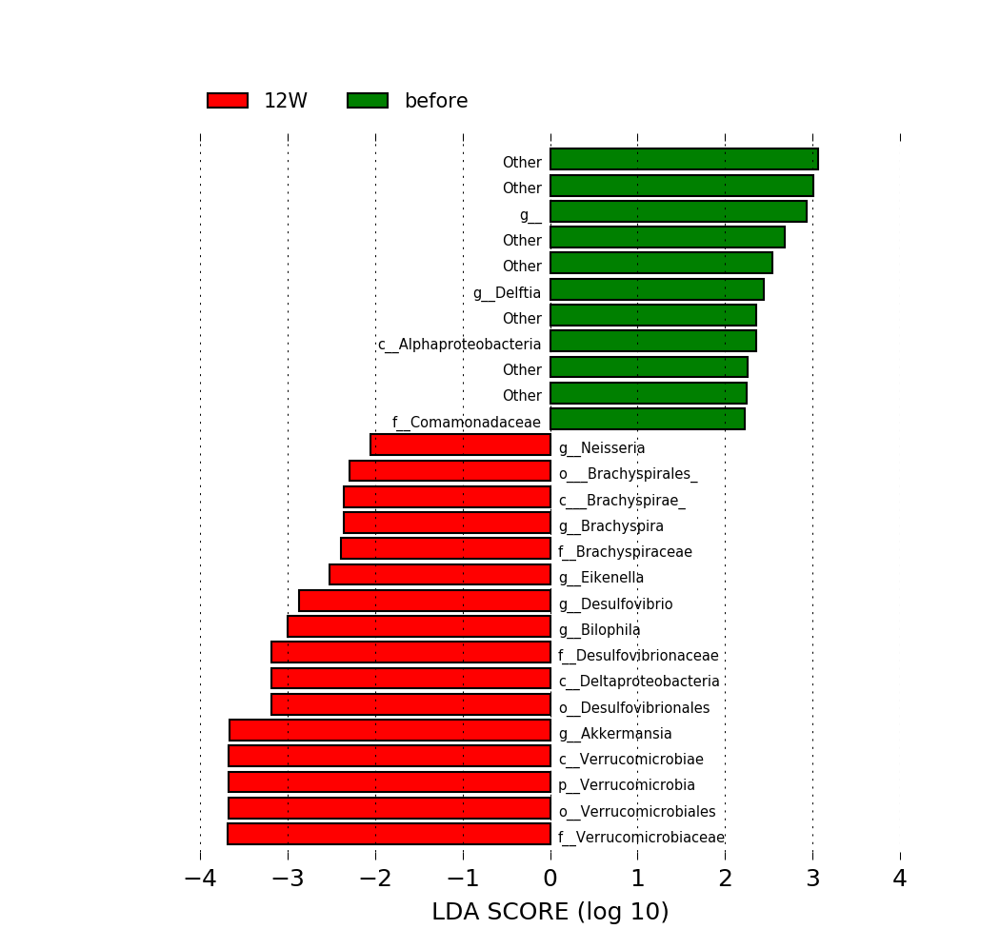 12W before
Other
Other
g__
Other
Other
g__Delftia
Other
c__Alphaproteobacteria
Other
Other
f__Comamonadaceae
g__Neisseria
o___Brachyspirales_
c___Brachyspirae_
g__Brachyspira
f__Brachyspiraceae
g__Eikenella
g__Desulfovibrio
g__Bilophila
f__Desulfovibrionaceae
c__Deltaproteobacteria
o__Desulfovibrionales
g__Akkermansia
c__Verrucomicrobiae
p__Verrucomicrobia
o__Verrucomicrobiales
f__Verrucomicrobiaceae
−4 −3 −2 −1 0 1 2 3 4
LDA SCORE (log 10)